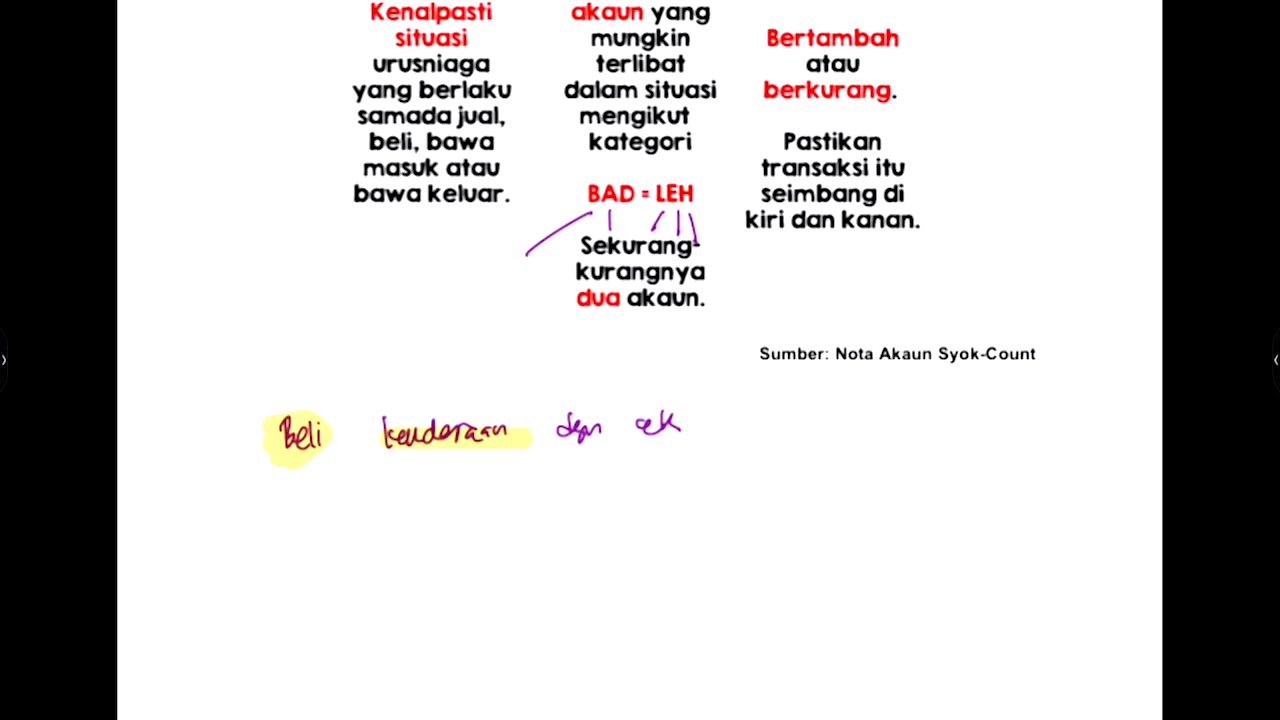 Kenalpasti
situasi
urusniaga
yang berlaku
samada jual,
beli, bawa
masuk atau
bawa keluar.
akaun yang
mungkin
terlibat
dalam situasi
mengikut
kategori
BAD = LEH
Sekurang-
kurangnya
dua akaun.
Bertambah
atau
berkurang.
Pastikan
transaksi itu
seimbang di
kiri dan kanan.
Sumber: Nota Akaun Syok-Count
Beli kenderaan dgn cek